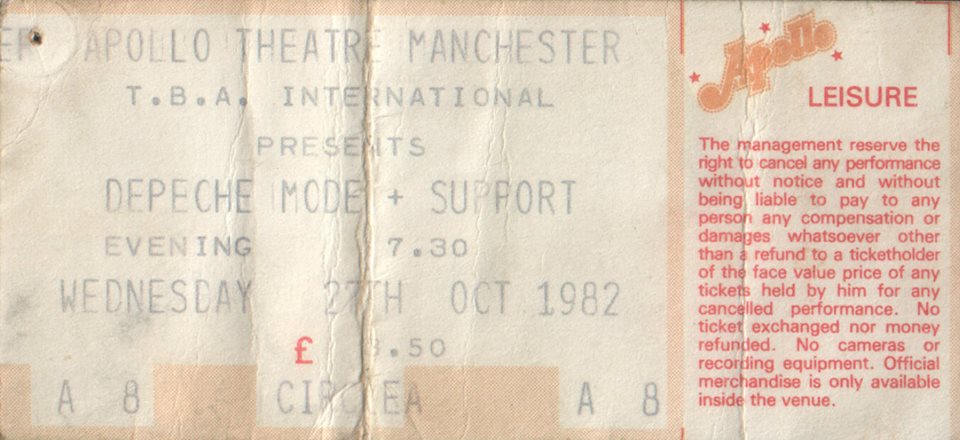 ER APOLLO THEATRE MANCHESTER
T.B.A. INTERNATIONAL
PRESENTS
DEPECHE MODE + SUPPORT
EVENING 7.30
WEDNESDAY 27TH OCT 1982
£ .50
A 8 A 8
Apollo
LEISURE
The management reserve the
right to cancel any performance
without notice and without
being liable to pay to any
person any compensation or
damages whatsoever other
than a refund to a ticketholder
of the face value price of any
tickets held by him for any
cancelled performance. No
ticket exchanged nor money
refunded. No cameras or
recording equipment. Official
merchandise is only available
inside the venue.